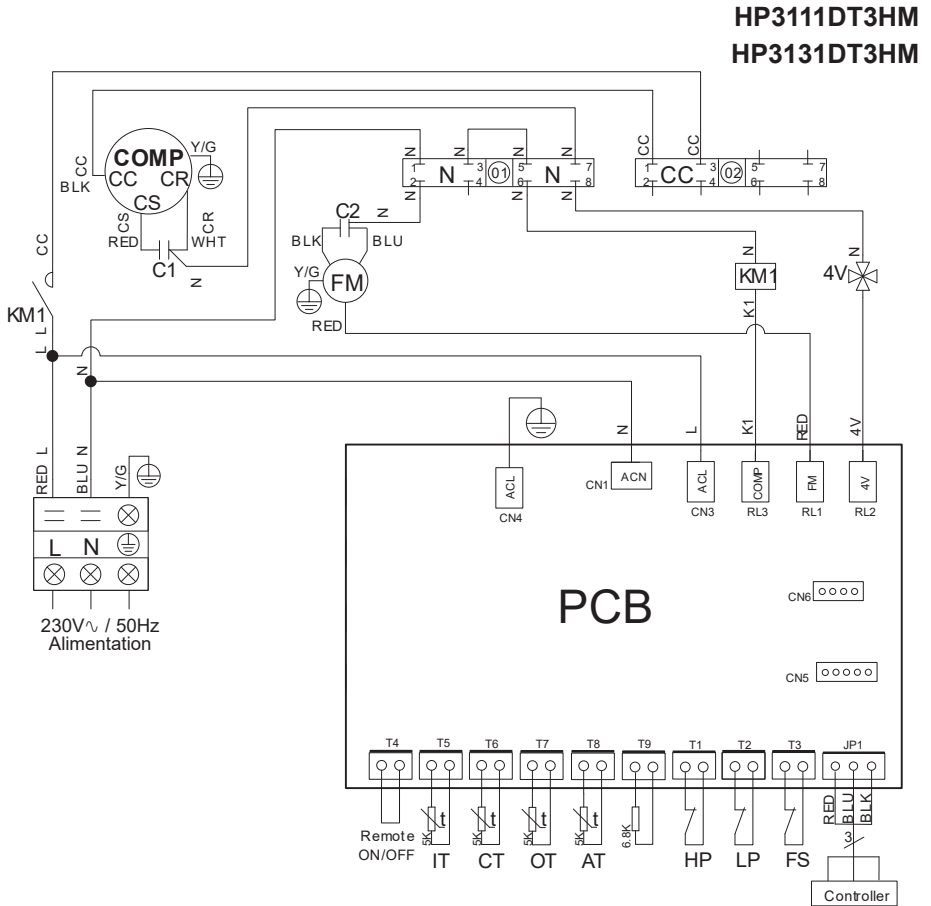 HP3111DT3HM
HP3131DT3HM
CC
BLK
COMP
CC CR
CS
Y/G
CS
RED
CR
WHT
C1
N
CC
KM1
L L
N
N N N N
1 3 5 7
N 01 N
2 4 6 8
N N N
CC CC
1 3 5 7
CC 02
2 4 6 8
C2
N
BLK BLU
Y/G
FM
RED
N
KM1
K1
N
4V
RED L
BLU N
Y/G
L N
230V∿ / 50Hz
Alimentation
N
L
K1
RED
4V
ACL
CN4
CN1
ACN
ACL
CN3
COMP
RL3
FM
RL1
4V
RL2
PCB
CN6
CN5
T4 T5 T6 T7 T8 T9 T1 T2 T3 JP1
Remote
ON/OFF
5K
t
IT
5K
t
CT
5K
t
OT
5K
t
AT
6.8K
HP
LP
FS
RED
BLU
BLK
3
Controller